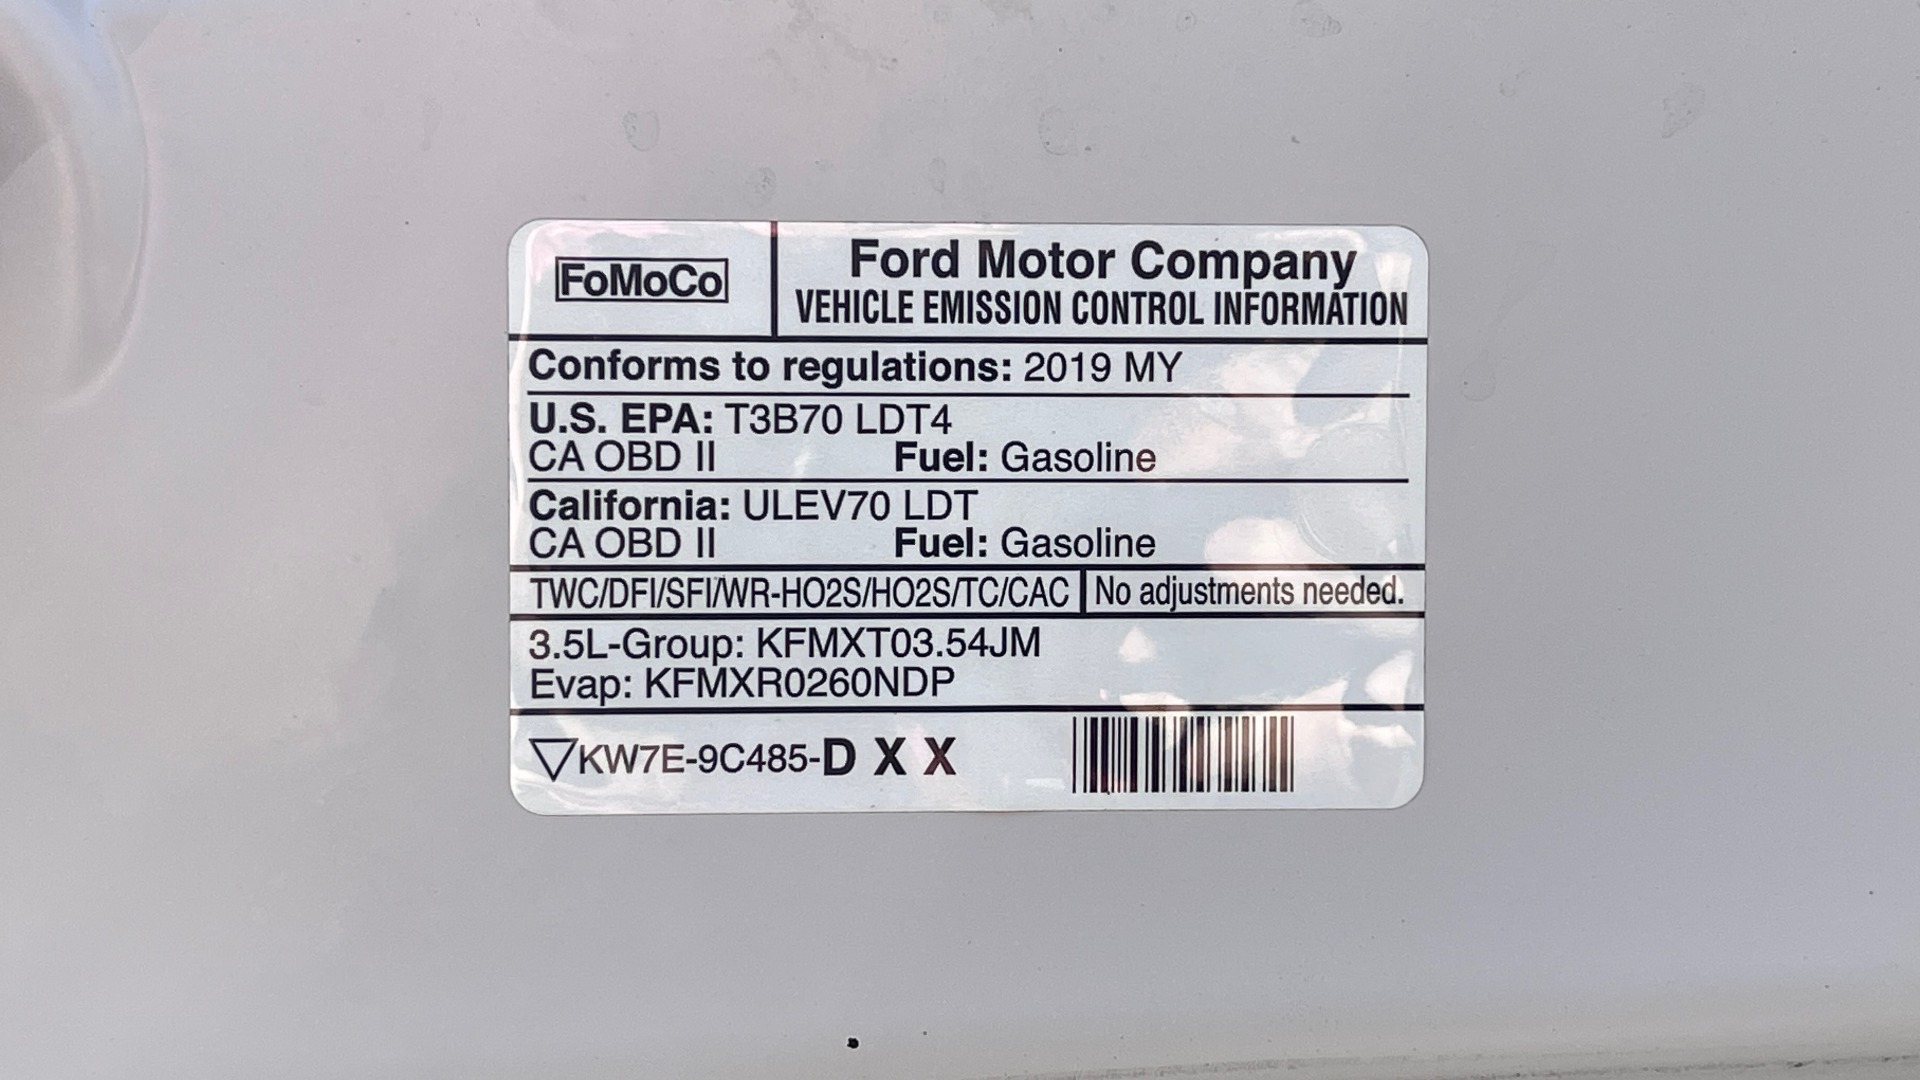 FoMoCo
Ford Motor Company
VEHICLE EMISSION CONTROL INFORMATION
Conforms to regulations: 2019 MY
U.S. EPA: T3B70 LDT4
CA OBD II Fuel: Gasoline
California: ULEV70 LDT
CA OBD II Fuel: Gasoline
TWC/DFI/SFI/WR-HO2S/HO2S/TC/CAC No adjustments needed.
3.5L-Group: KFMXT03.54JM
Evap: KFMXR0260NDP
▽KW7E-9C485-D X X